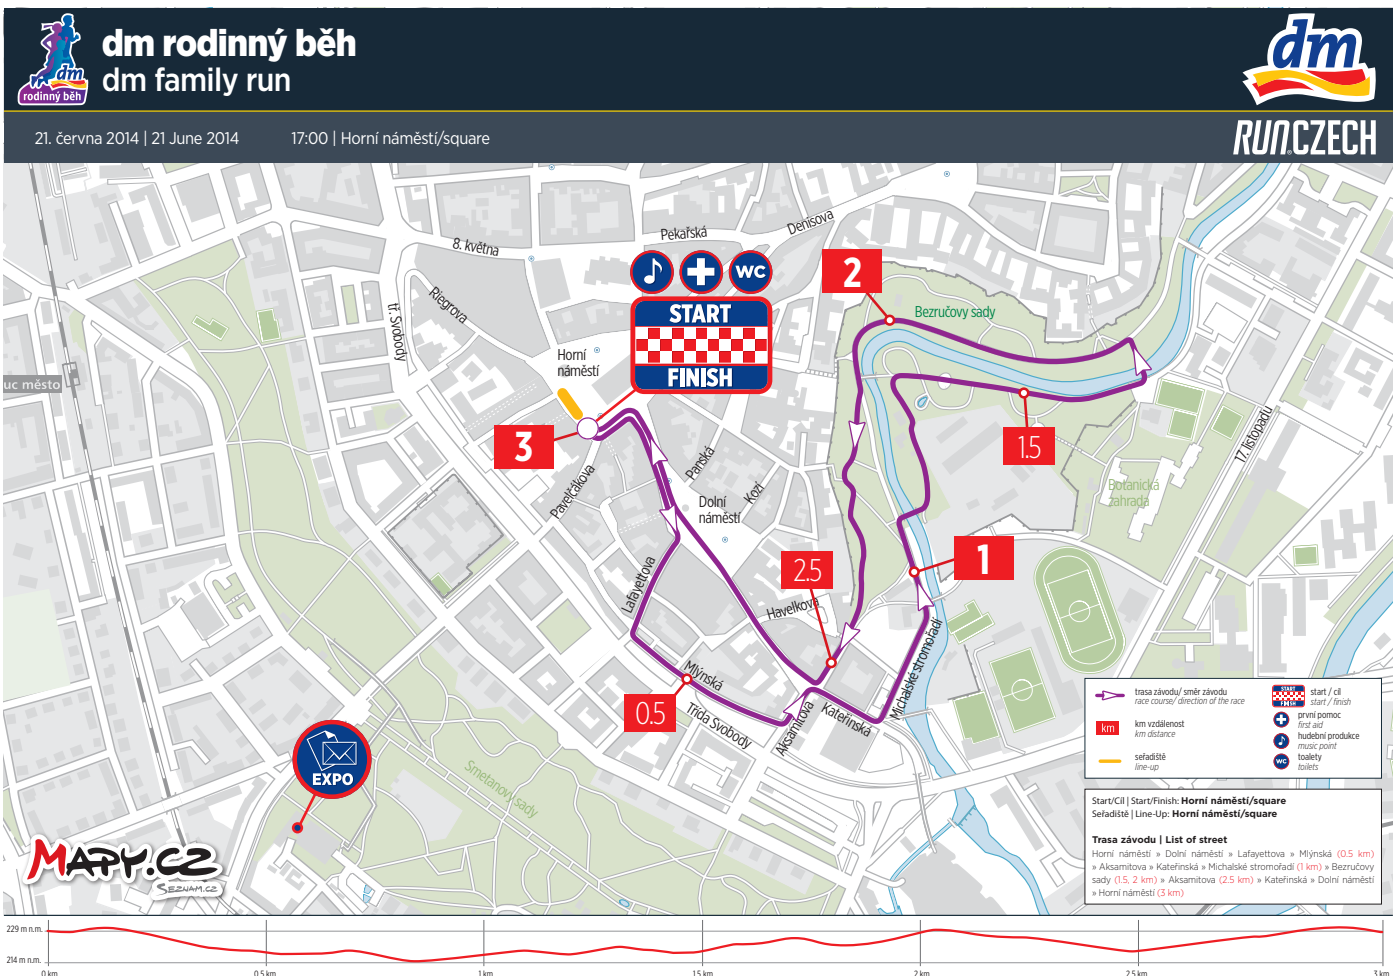 dm rodinný běh
dm family run
dm
rodinný běh
dm
21. června 2014 | 21 June 2014
17:00 | Horní náměstí/square
RUNCZECH
Pekařská
Denisova
8. května
Riegrova
tř. Svobody
WC
START
FINISH
2
Bezručovy sady
Horní
náměstí
uc město
3
1.5
17. listopadu
Panská
Kozí
Pavelčákova
Dolní
náměstí
Botanická
zahrada
1
2.5
Lafayettova
Havelkova
Michalské stromořadí
Mlýnská
0.5
Třída Svobody
Aksamitova
Kateřinská
EXPO
Smetanovy sady
MAPY.CZ
SEZNAM.CZ
trasa závodu/ směr závodu
race course/ direction of the race
km
km vzdálenost
km distance
seřadiště
line-up
START
FINISH
start / cíl
start / finish
první pomoc
first aid
hudební produkce
music point
WC
toalety
toilets
Start/Cíl | Start/Finish: Horní náměstí/square
Seřadiště | Line-Up: Horní náměstí/square
Trasa závodu | List of street
Horní náměstí » Dolní náměstí » Lafayettova » Mlýnská (0.5 km)
» Aksamitova » Kateřinská » Michalské stromořadí (1 km) » Bezručovy
sady (1.5, 2 km) » Aksamitova (2.5 km) » Kateřinská » Dolní náměstí
» Horní náměstí (3 km)
229 m n.m.
214 m n.m.
0 km
0.5 km
1 km
1.5 km
2 km
2.5 km
3 km